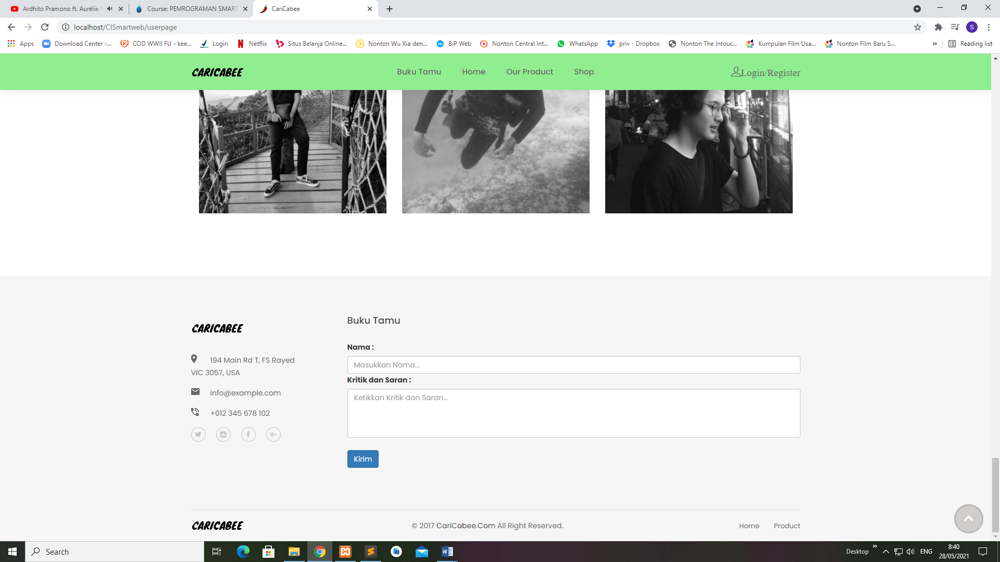 Ardhito Pramono ft. Aurélie
Course: PEMROGRAMAN SMART
CariCabee
localhost/CISmartweb/userpage
S
Apps
Download Center -...
COD WWII FU - kee...
Login
Netflix
Situs Belanja Online...
Nonton Wu Xia den...
BiP Web
Nonton Central Int...
WhatsApp
priv - Dropbox
Nonton The Intouc...
Kumpulan Film Usa...
Nonton Film Baru S...
»
Reading list
CARICABEE
Buku Tamu
Home
Our Product
Shop
Login/Register
CARICABEE
194 Main Rd T, FS Rayed
VIC 3057, USA
info@example.com
+012 345 678 102
Buku Tamu
Nama :
Masukkan Nama...
Kritik dan Saran :
Ketikkan Kritik dan Saran...
Kirim
CARICABEE
© 2017 CariCabee.Com All Right Reserved.
Home
Product
Search
Desktop
»
ENG
8:40
28/05/2021